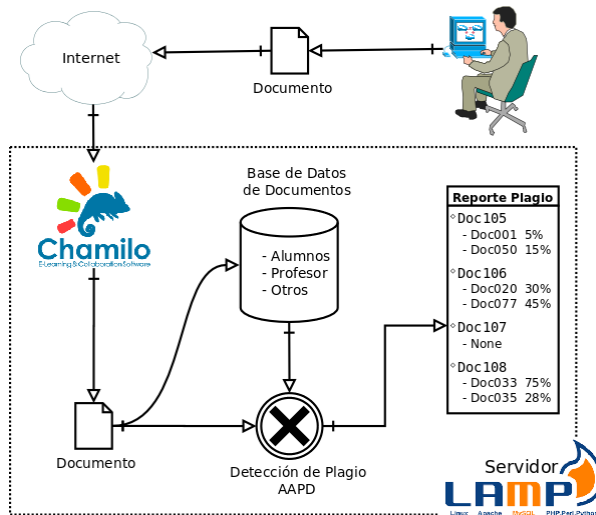 Internet
Documento
Chamilo
E-Learning & Collaboration Software
Base de Datos
de Documentos
- Alumnos
- Profesor
- Otros
Reporte Plagio
Doc105
- Doc001 5%
- Doc050 15%
Doc106
- Doc020 30%
- Doc077 45%
Doc107
- None
Doc108
- Doc033 75%
- Doc035 28%
Documento
Detección de Plagio
AAPD
Servidor
LAMP
Linux Apache MySQL PHP,Perl,Python